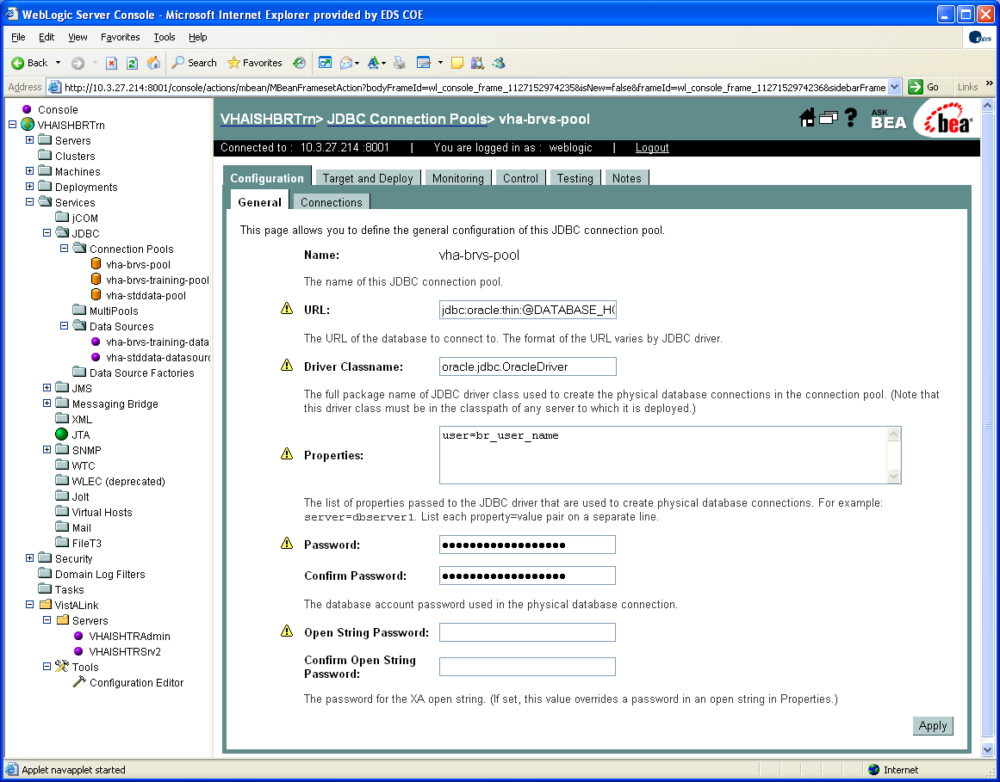 WebLogic Server Console - Microsoft Internet Explorer provided by EDS COE
File Edit View Favorites Tools Help
EDS
Back Search Favorites
Address http://10.3.27.214:8001/console/actions/mbean/MBeanFramesetAction?bodyFrameId=wl_console_frame_1127152974235&isNew=false&frameId=wl_console_frame_1127152974236&sidebarFrame Go Links »
Console
VHAISHBRTrn
Servers
Clusters
Machines
Deployments
Services
jCOM
JDBC
Connection Pools
vha-brvs-pool
vha-brvs-training-pool
vha-stddata-pool
MultiPools
Data Sources
vha-brvs-training-data
vha-stddata-datasourc
Data Source Factories
JMS
Messaging Bridge
XML
JTA
SNMP
WTC
WLEC (deprecated)
Jolt
Virtual Hosts
Mail
FileT3
Security
Domain Log Filters
Tasks
VistALink
Servers
VHAISHTRAdmin
VHAISHTRSrv2
Tools
Configuration Editor
VHAISHBRTrn> JDBC Connection Pools> vha-brvs-pool
? ASK BEA bea
Connected to : 10.3.27.214 :8001 | You are logged in as : weblogic | Logout
Configuration Target and Deploy Monitoring Control Testing Notes
General Connections
This page allows you to define the general configuration of this JDBC connection pool.
Name: vha-brvs-pool
The name of this JDBC connection pool.
URL: jdbc:oracle:thin:@DATABASE_HO
The URL of the database to connect to. The format of the URL varies by JDBC driver.
Driver Classname: oracle.jdbc.OracleDriver
The full package name of JDBC driver class used to create the physical database connections in the connection pool. (Note that
this driver class must be in the classpath of any server to which it is deployed.)
user=br_user_name
Properties:
The list of properties passed to the JDBC driver that are used to create physical database connections. For example:
server=dbserver1. List each property=value pair on a separate line.
Password: ••••••••••••••••••
Confirm Password: ••••••••••••••••••
The database account password used in the physical database connection.
Open String Password:
Confirm Open String
Password:
The password for the XA open string. (If set, this value overrides a password in an open string in Properties.)
Apply
Applet navapplet started Internet